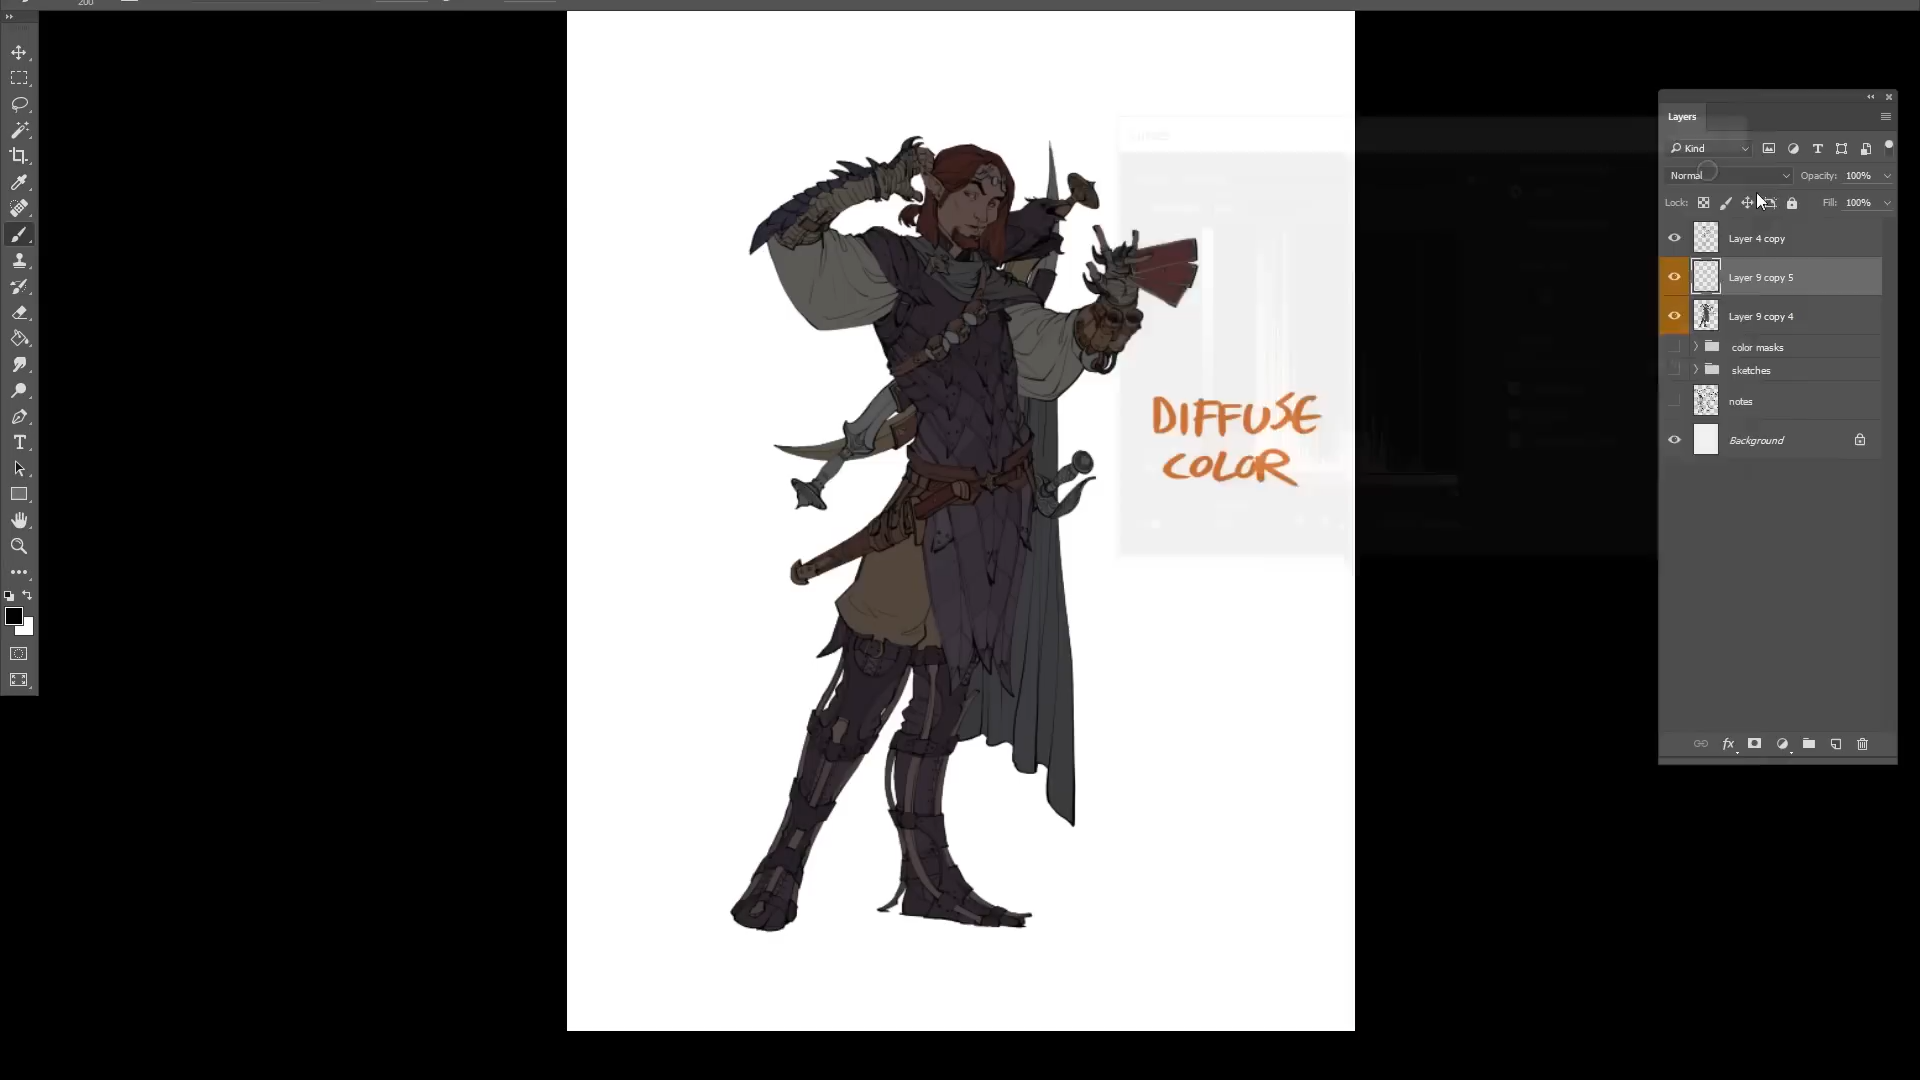 200
Layers
Kind
Normal Opacity: 100%
Lock: Fill: 100%
Layer 4 copy
Layer 9 copy 5
Layer 9 copy 4
color masks
sketches
notes
Background
DIFFUSE
COLOR